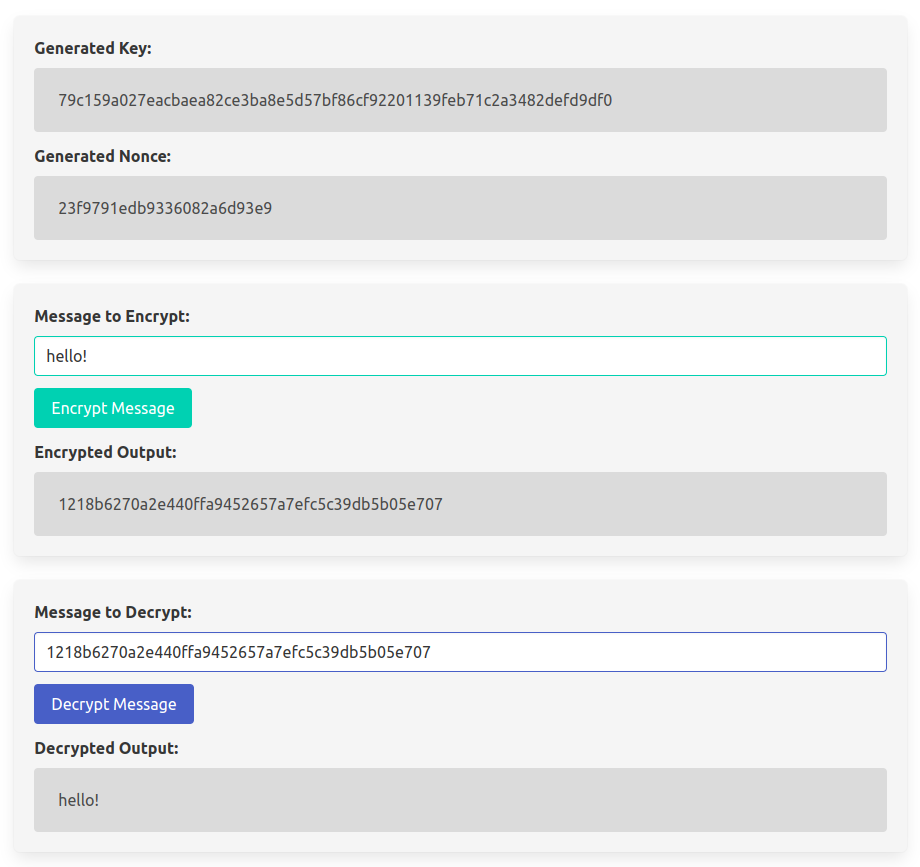 Generated Key:
79c159a027eacbaea82ce3ba8e5d57bf86cf92201139feb71c2a3482defd9df0
Generated Nonce:
23f9791edb9336082a6d93e9
Message to Encrypt:
hello!
Encrypt Message
Encrypted Output:
1218b6270a2e440ffa9452657a7efc5c39db5b05e707
Message to Decrypt:
1218b6270a2e440ffa9452657a7efc5c39db5b05e707
Decrypt Message
Decrypted Output:
hello!